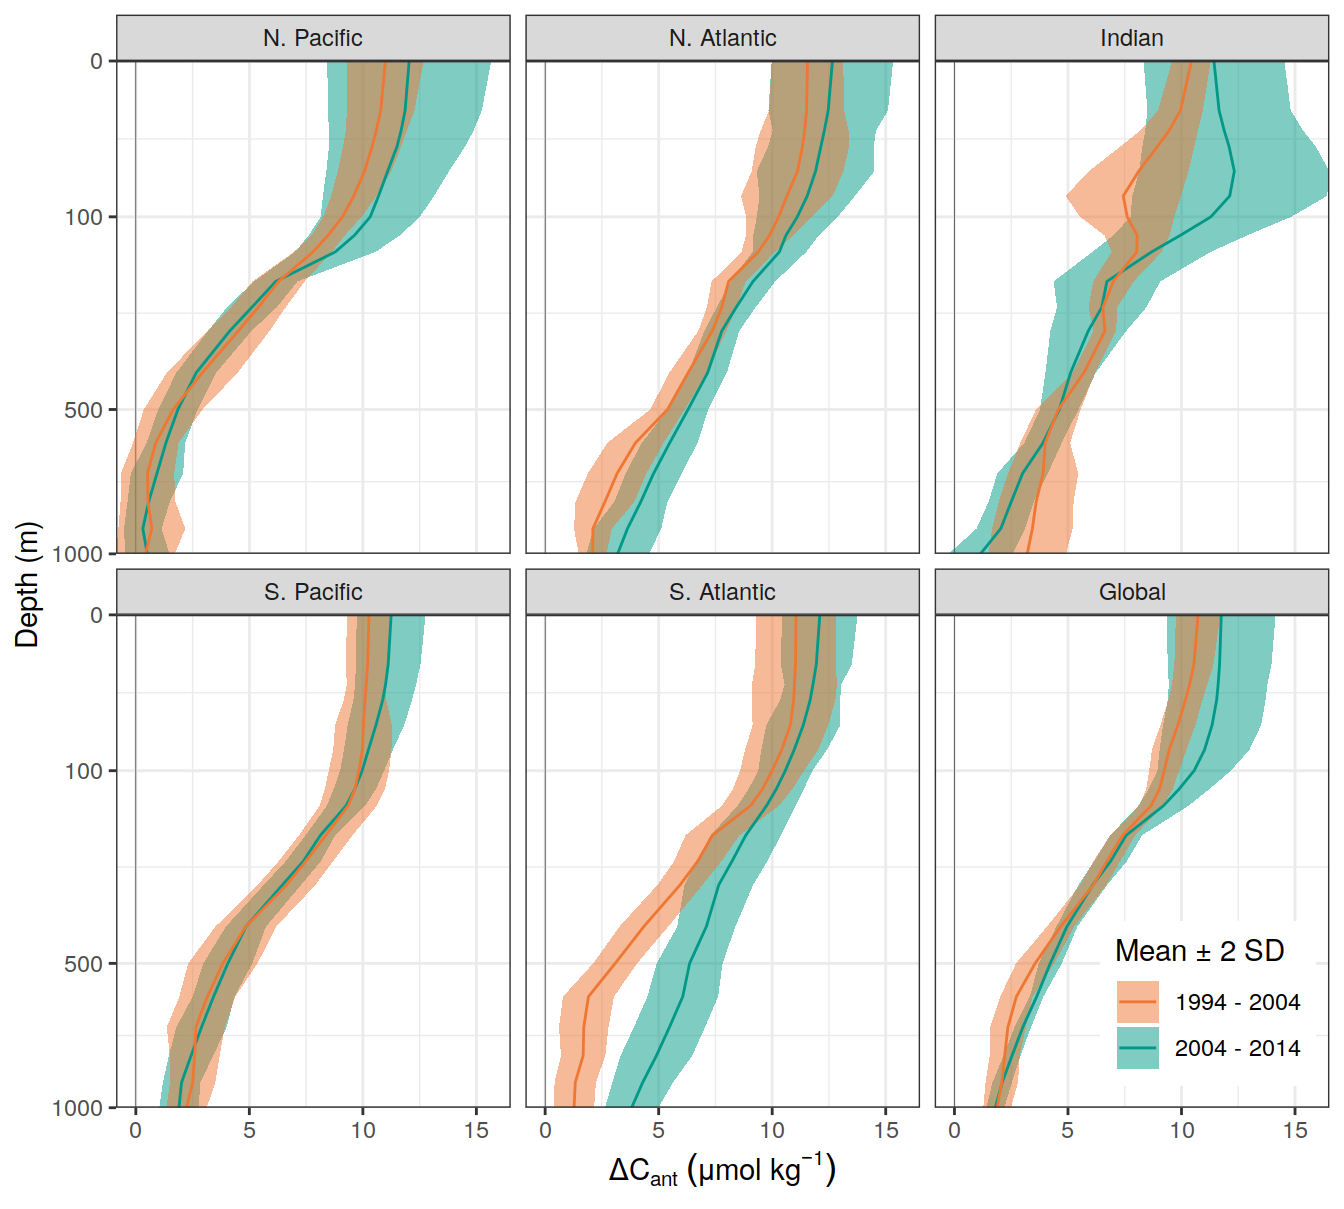 N. Pacific
N. Atlantic
Indian
0
100
500
1000
S. Pacific
S. Atlantic
Global
0
100
500
1000
Depth (m)
Mean ± 2 SD
1994 - 2004
2004 - 2014
0 5 10 15
0 5 10 15
0 5 10 15
ΔCant (μmol kg−1)